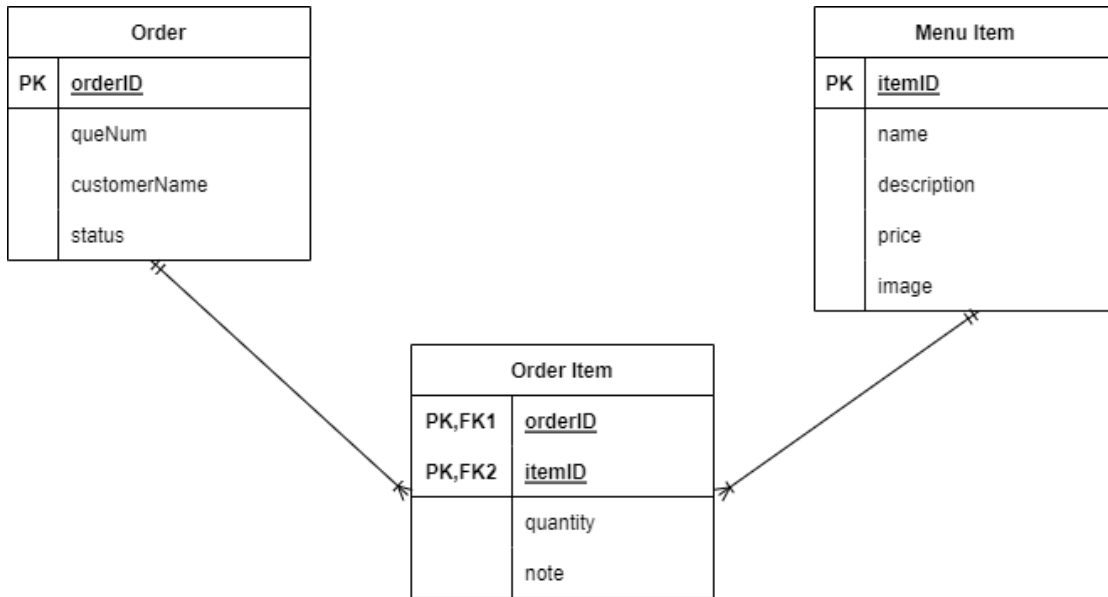 Order
PK orderID
queNum
customerName
status
Menu Item
PK itemID
name
description
price
image
Order Item
PK,FK1 orderID
PK,FK2 itemID
quantity
note